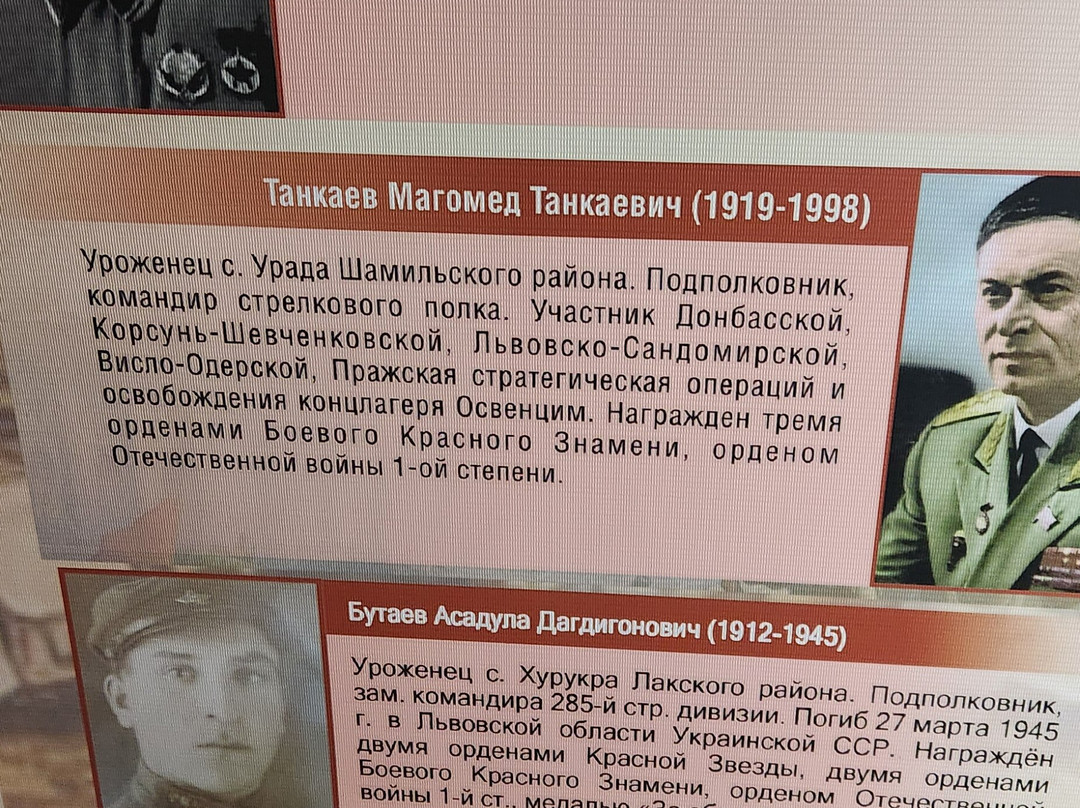 Танкаев Магомед Танкаевич (1919-1998)
Уроженец с. Урада Шамильского района. Подполковник,
командир стрелкового полка. Участник Донбасской,
Корсунь-Шевченковской, Львовско-Сандомирской,
Висло-Одерской, Пражская стратегическая операций и
освобождения концлагеря Освенцим. Награжден тремя
орденами Боевого Красного Знамени, орденом
Отечественной войны 1-ой степени.
Бутаев Асадула Дагдигонович (1912-1945)
Уроженец с. Хурукра Лакского района. Подполковник,
зам. командира 285-й стр. дивизии. Погиб 27 марта 1945
г. в Львовской области Украинской ССР. Награждён
двумя орденами Красной Звезды, двумя орденами
Боевого Красного Знамени, орденом Отечественной
войны 1-й ст., медалью